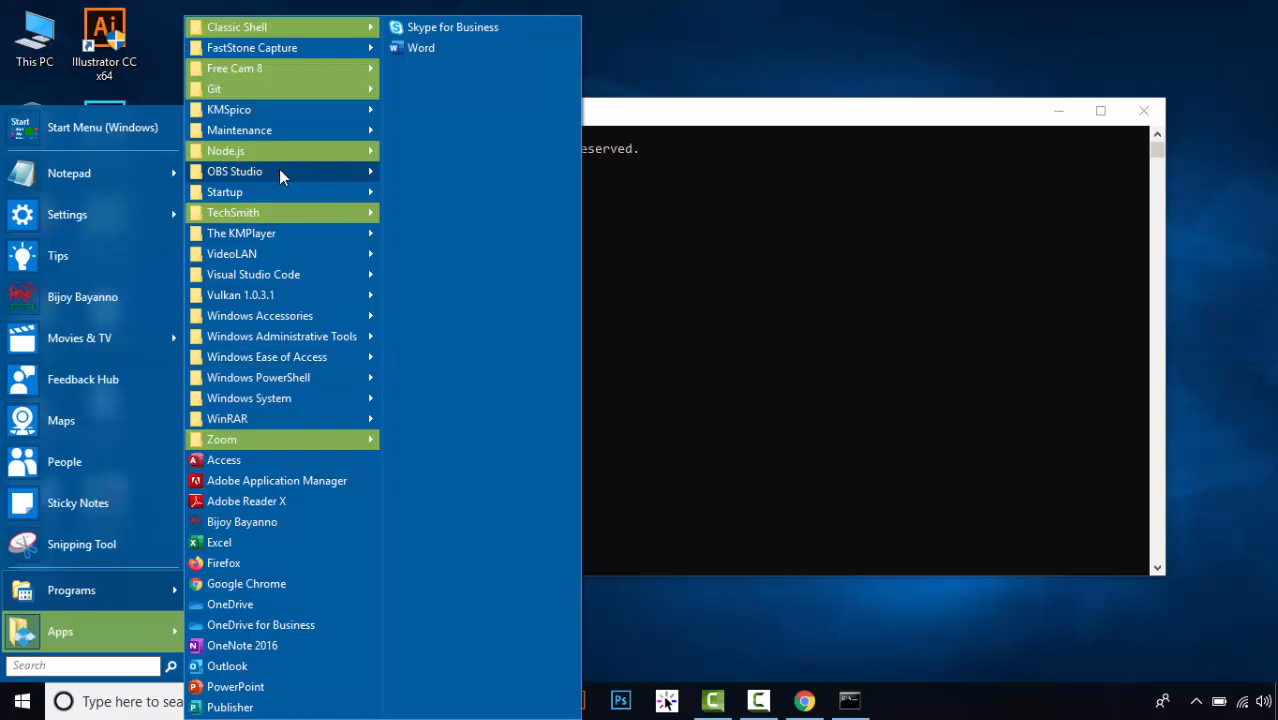 This PC
Illustrator CC
x64
Start
Start Menu (Windows)
Notepad
Settings
Tips
Bijoy Bayanno
Movies & TV
Feedback Hub
Maps
People
Sticky Notes
Snipping Tool
Programs
Apps
Search
Classic Shell
FastStone Capture
Free Cam 8
Git
KMSpico
Maintenance
Node.js
OBS Studio
Startup
TechSmith
The KMPlayer
VideoLAN
Visual Studio Code
Vulkan 1.0.3.1
Windows Accessories
Windows Administrative Tools
Windows Ease of Access
Windows PowerShell
Windows System
WinRAR
Zoom
Access
Adobe Application Manager
Adobe Reader X
Bijoy Bayanno
Excel
Firefox
Google Chrome
OneDrive
OneDrive for Business
OneNote 2016
Outlook
PowerPoint
Publisher
Skype for Business
Word
eserved.
Type here to sea